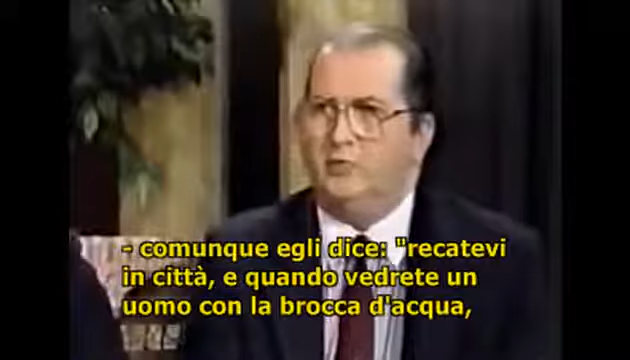 - comunque egli dice: "recatevi
in città, e quando vedrete un
uomo con la brocca d'acqua,